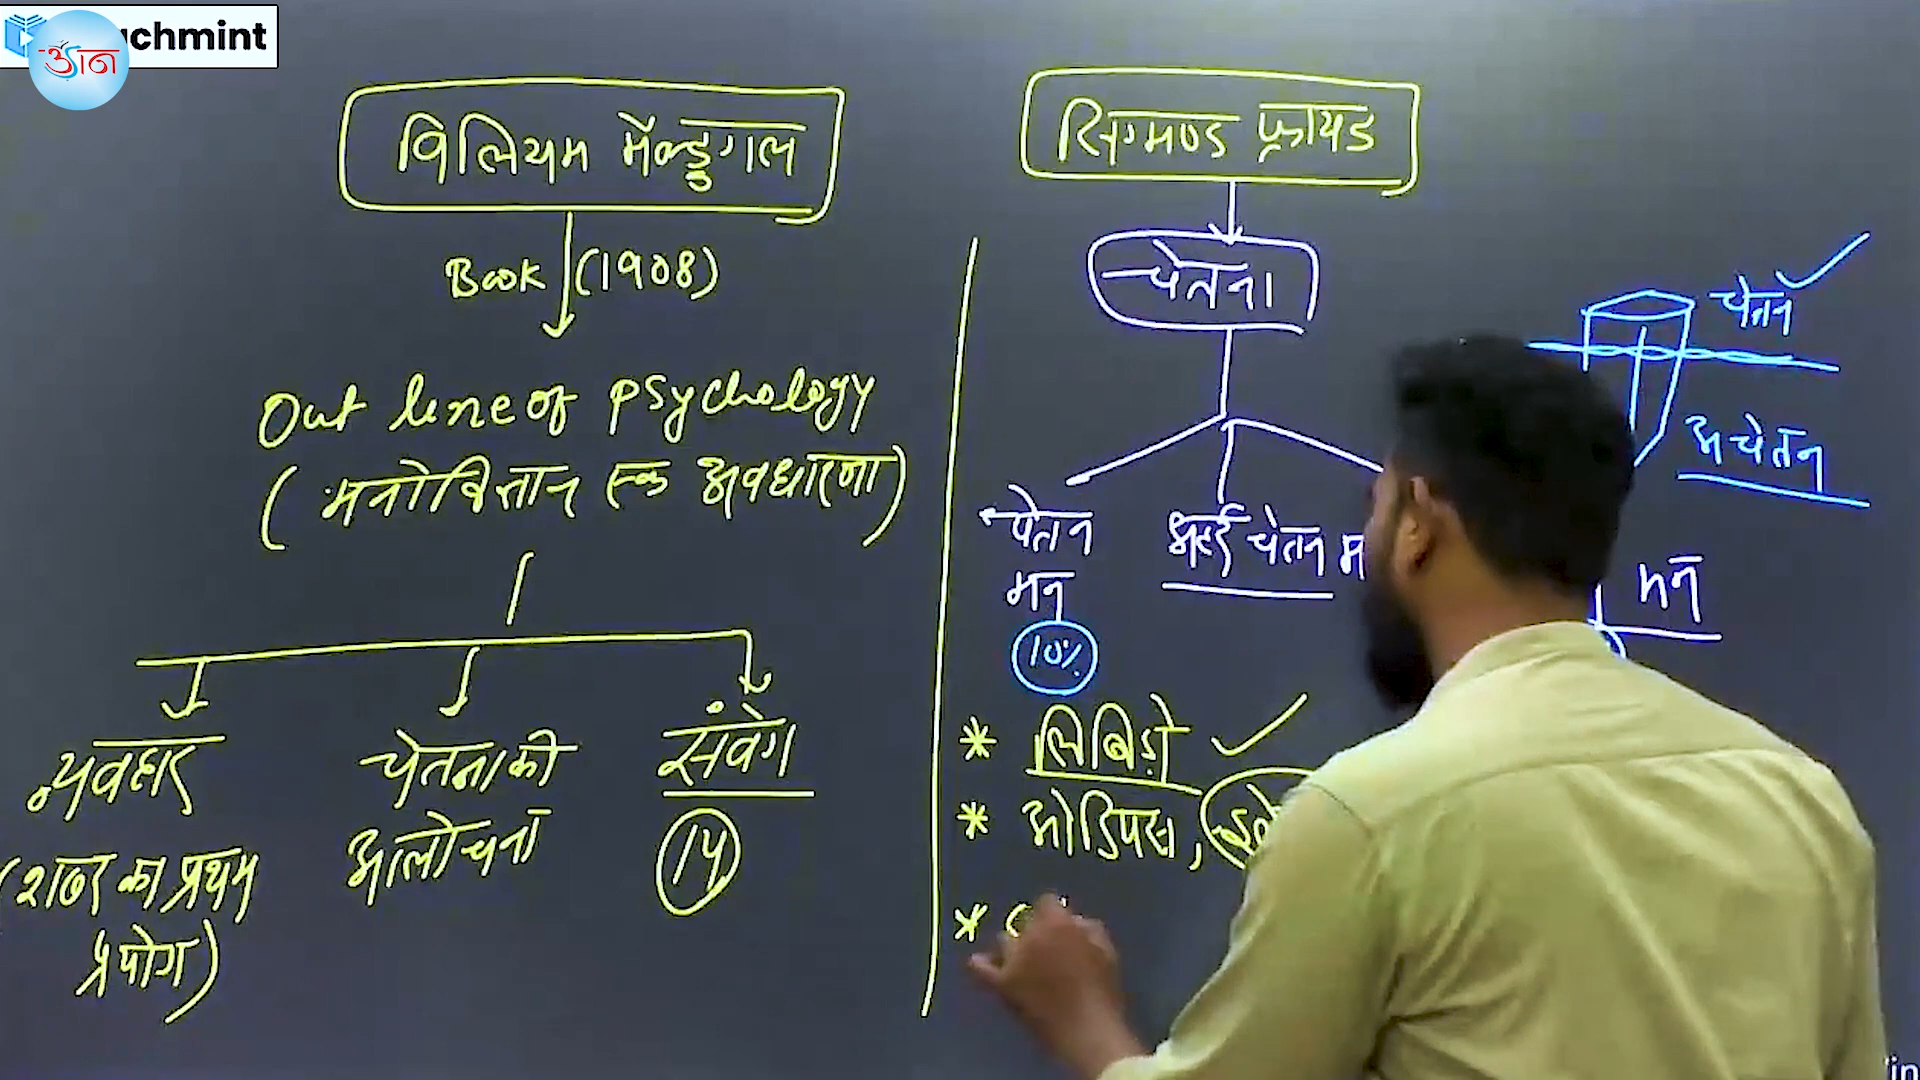 chmint
ज्ञान
विलियम मैक्डुगल
Book (1908)
Out line of psychology
(मनोविज्ञान एक अवधारणा)
व्यवहार
(शब्द का प्रथम
प्रयोग)
चेतना की
आलोचना
संवेग
14
सिग्मण्ड फ्रायड
चेतना
चेतन
अचेतन
चेतन
मन
10%
अर्द्ध चेतन म
मन
* लिबिडो
* ओडिपस,
*